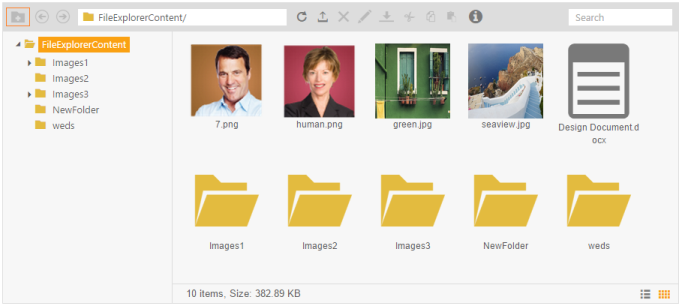 FileExplorerContent/
Search
FileExplorerContent
Images1
Images2
Images3
NewFolder
weds
7.png
human.png
green.jpg
seaview.jpg
Design Document.d
ocx
Images1
Images2
Images3
NewFolder
weds
10 items, Size: 382.89 KB